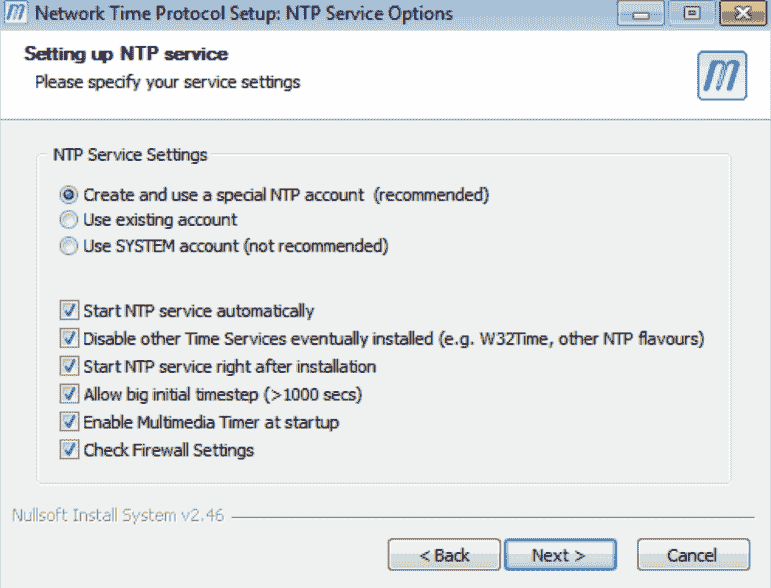 Network Time Protocol Setup: NTP Service Options
Setting up NTP service
Please specify your service settings
NTP Service Settings
Create and use a special NTP account (recommended)
Use existing account
Use SYSTEM account (not recommended)
Start NTP service automatically
Disable other Time Services eventually installed (e.g. W32Time, other NTP flavours)
Start NTP service right after installation
Allow big initial timestep (>1000 secs)
Enable Multimedia Timer at startup
Check Firewall Settings
Nullsoft Install System v2.46
< Back Next > Cancel